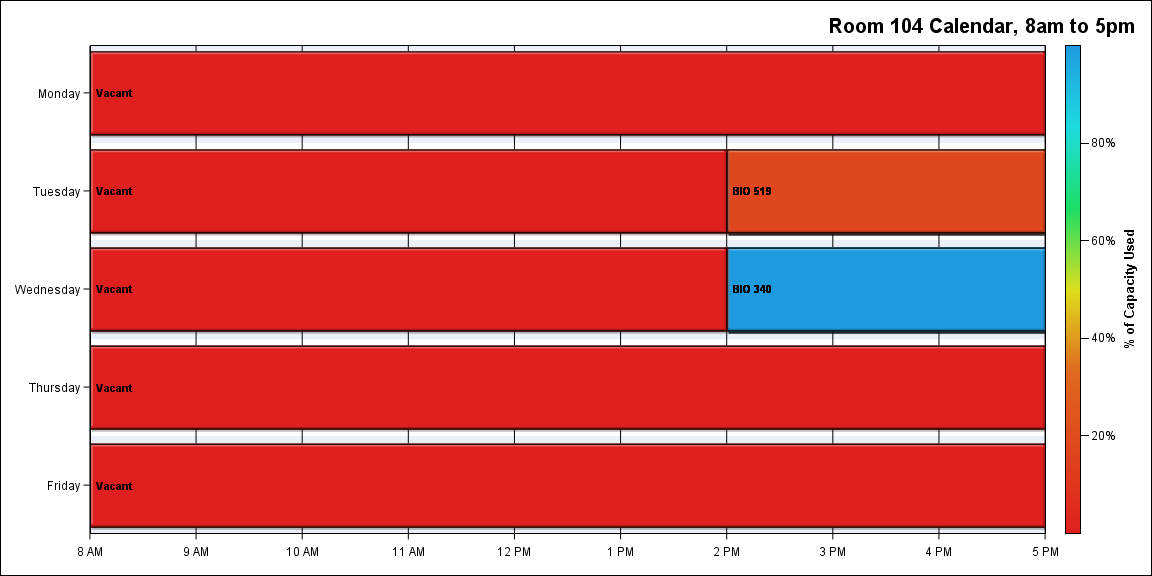 Room 104 Calendar, 8am to 5pm
Monday
Vacant
Tuesday
Vacant
BIO 519
Wednesday
Vacant
BIO 340
Thursday
Vacant
Friday
Vacant
8 AM
9 AM
10 AM
11 AM
12 PM
1 PM
2 PM
3 PM
4 PM
5 PM
80%
60%
40%
20%
% of Capacity Used